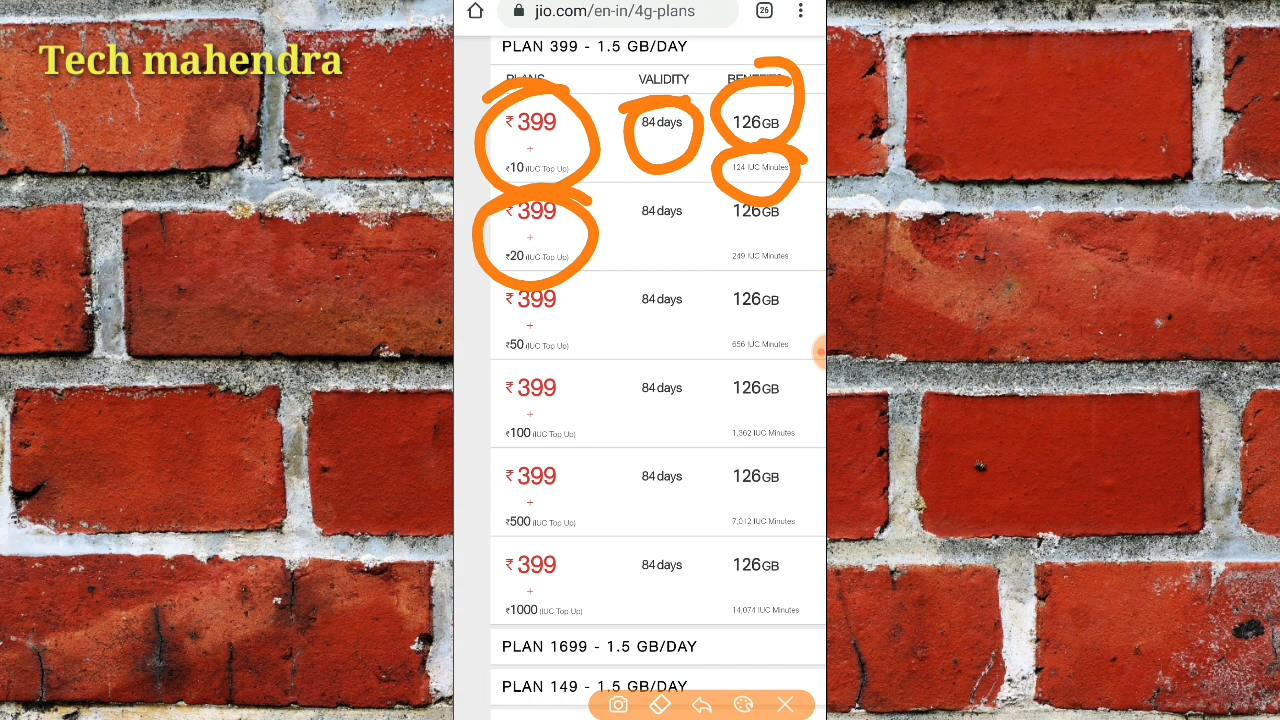 Tech mahendra
jio.com/en-in/4g-plans
26
PLAN 399 - 1.5 GB/DAY
PLANS VALIDITY BENEFITS
₹ 399 84 days 126GB
+
₹10 (IUC Top Up) 124 IUC Minutes
₹ 399 84 days 126GB
+
₹20 (IUC Top Up) 249 IUC Minutes
₹ 399 84 days 126GB
+
₹50 (IUC Top Up) 656 IUC Minutes
₹ 399 84 days 126GB
+
₹100 (IUC Top Up) 1,362 IUC Minutes
₹ 399 84 days 126GB
+
₹500 (IUC Top Up) 7,012 IUC Minutes
₹ 399 84 days 126GB
+
₹1000 (IUC Top Up) 14,074 IUC Minutes
PLAN 1699 - 1.5 GB/DAY
PLAN 149 - 1.5 GB/DAY